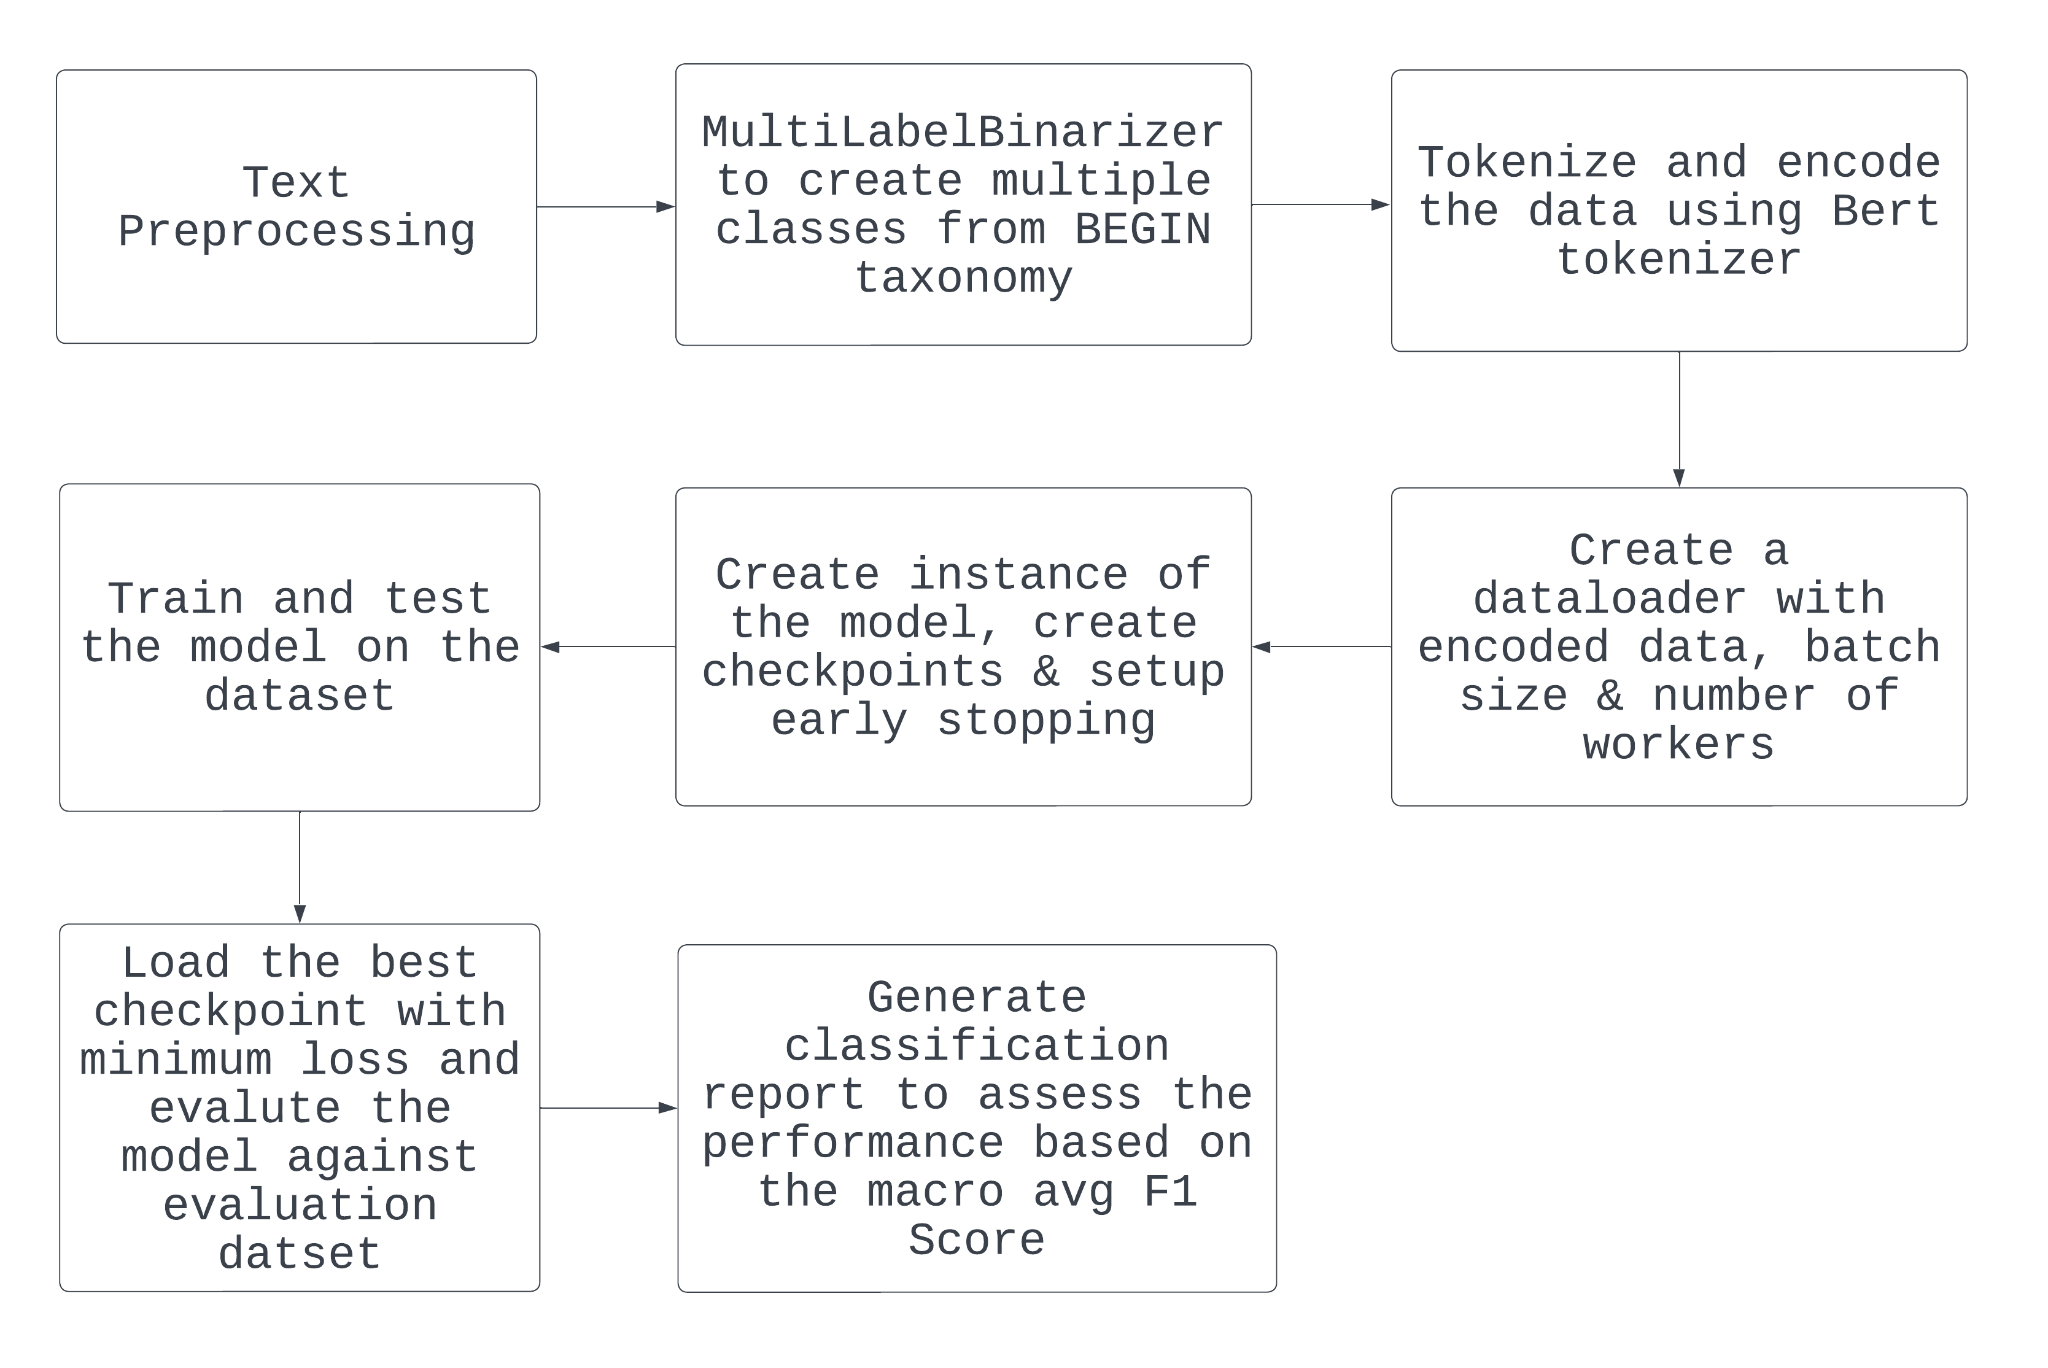 Text
Preprocessing
MultiLabelBinarizer
to create multiple
classes from BEGIN
taxonomy
Tokenize and encode
the data using Bert
tokenizer
Create a
dataloader with
encoded data, batch
size & number of
workers
Create instance of
the model, create
checkpoints & setup
early stopping
Train and test
the model on the
dataset
Load the best
checkpoint with
minimum loss and
evalute the
model against
evaluation
datset
Generate
classification
report to assess the
performance based on
the macro avg F1
Score